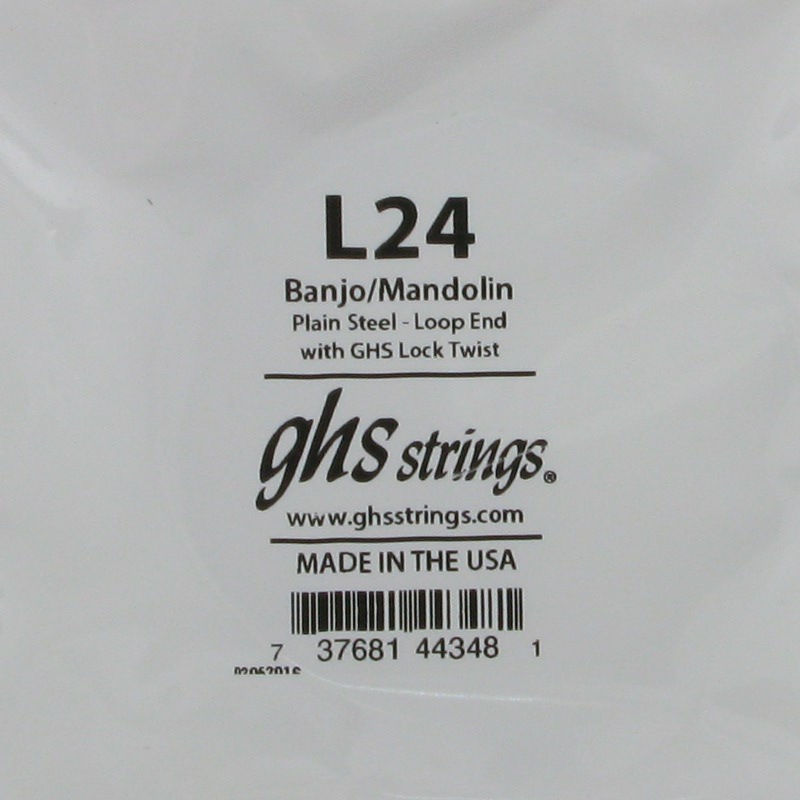 L24
Banjo/Mandolin
Plain Steel - Loop End
with GHS Lock Twist
ghs strings®
www.ghsstrings.com
MADE IN THE USA
7 37681 44348 1